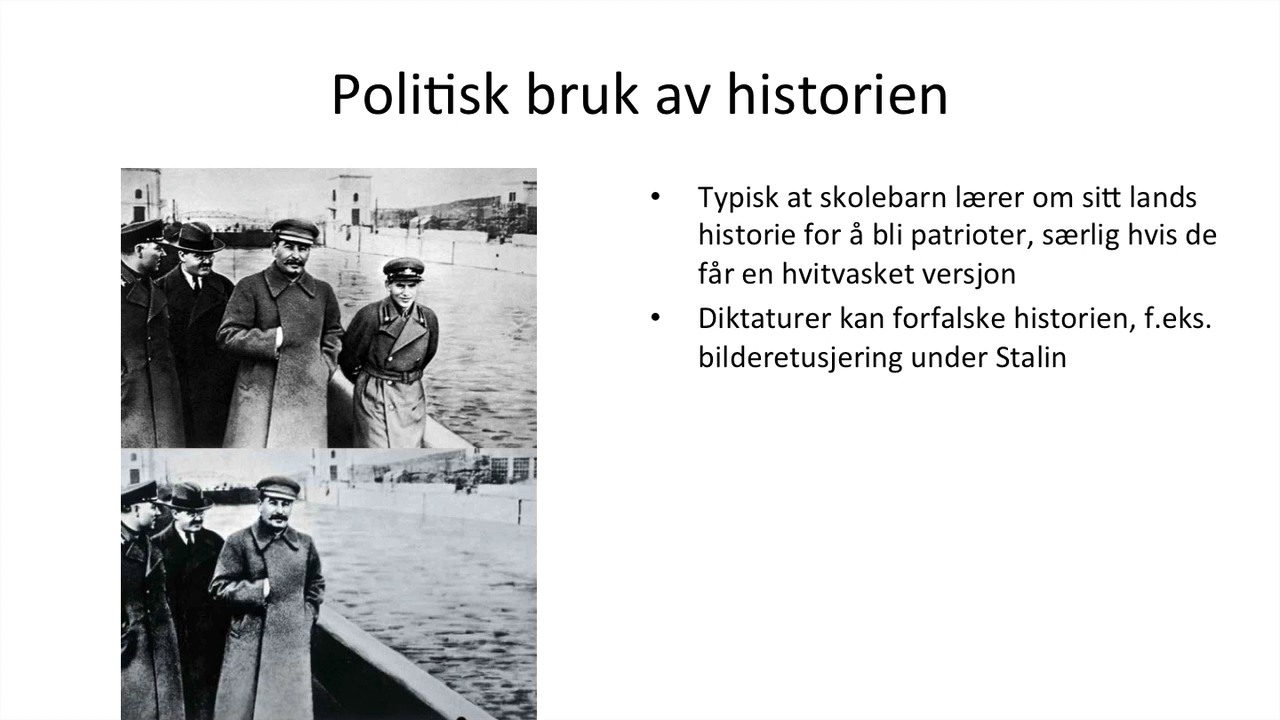 Politisk bruk av historien
• Typisk at skolebarn lærer om sitt lands
historie for å bli patrioter, særlig hvis de
får en hvitvasket versjon
• Diktaturer kan forfalske historien, f.eks.
bilderetusjering under Stalin